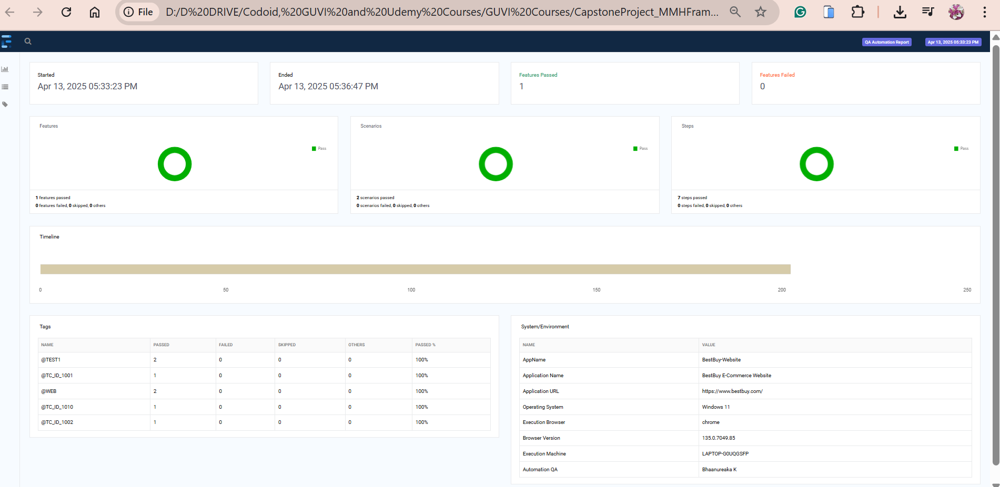 File
D:/D%20DRIVE/Codoid,%20GUVI%20and%20Udemy%20Courses/GUVI%20Courses/CapstoneProject_MMHFram...
QA Automation Report
Apr 13, 2025 05:33:23 PM
Started
Apr 13, 2025 05:33:23 PM
Ended
Apr 13, 2025 05:36:47 PM
Features Passed
1
Features Failed
0
Features
Pass
1 features passed
0 features failed, 0 skipped, 0 others
Scenarios
Pass
2 scenarios passed
0 scenarios failed, 0 skipped, 0 others
Steps
Pass
7 steps passed
0 steps failed, 0 skipped, 0 others
Timeline
0 50 100 150 200 250
Tags
NAME PASSED FAILED SKIPPED OTHERS PASSED %
@TEST1 2 0 0 0 100%
@TC_ID_1001 1 0 0 0 100%
@WEB 2 0 0 0 100%
@TC_ID_1010 1 0 0 0 100%
@TC_ID_1002 1 0 0 0 100%
System/Environment
NAME VALUE
AppName BestBuy-Website
Application Name BestBuy E-Commerce Website
Application URL https://www.bestbuy.com/
Operating System Windows 11
Execution Browser chrome
Browser Version 135.0.7049.85
Execution Machine LAPTOP-G0UQGSFP
Automation QA Bhaanureaka K